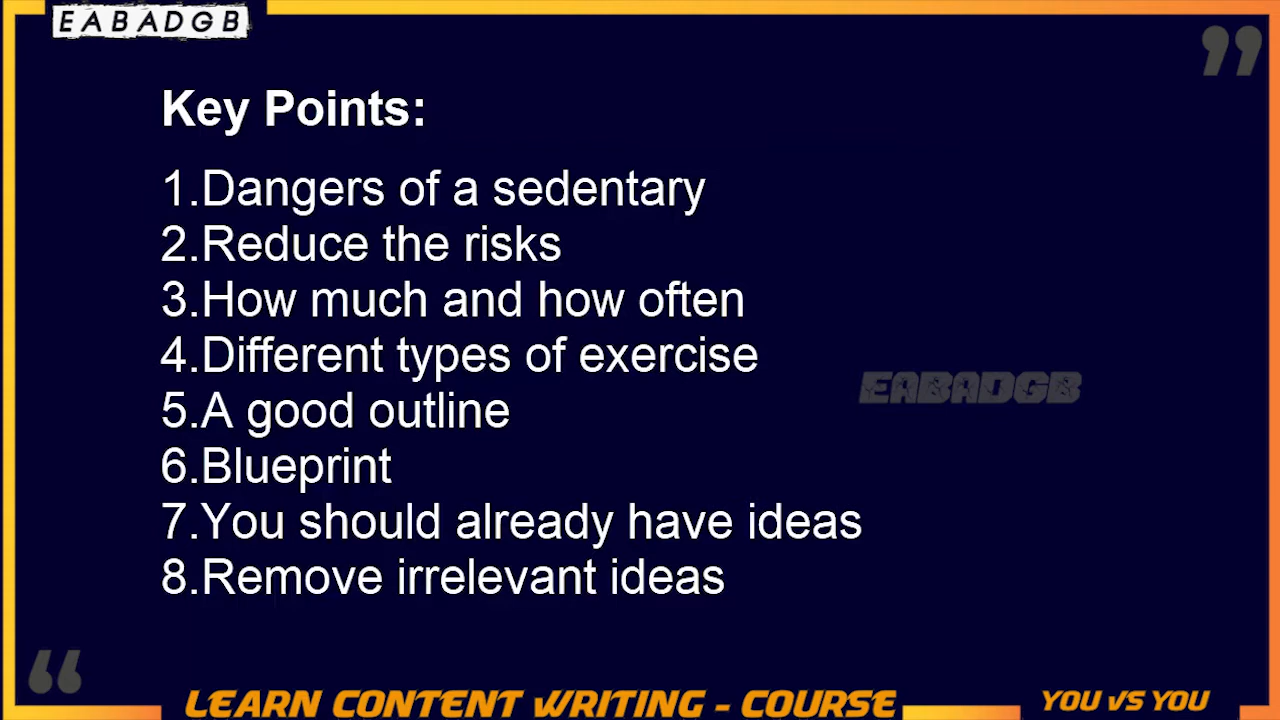 EABADGB
Key Points:
1.Dangers of a sedentary
2.Reduce the risks
3.How much and how often
4.Different types of exercise
EABADGB
5.A good outline
6.Blueprint
7.You should already have ideas
8.Remove irrelevant ideas
LEARN CONTENT WRITING - COURSE
YOU VS YOU